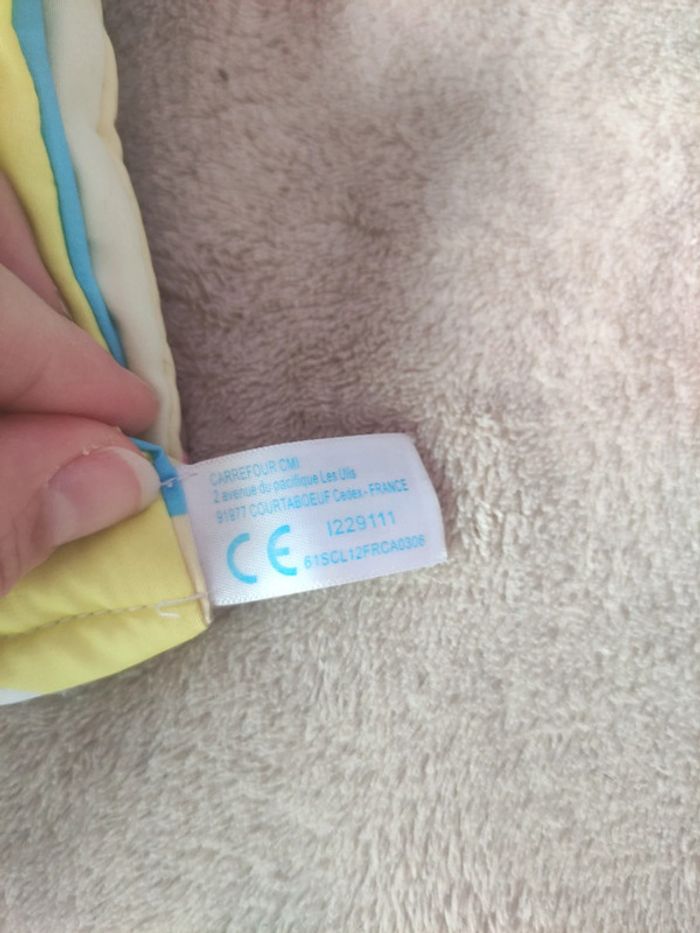 CARREFOUR CMI
2 avenue du pacifique Les Ulis
91977 COURTABOEUF Cedex - FRANCE
CE I229111
61SCL12FRCA0306